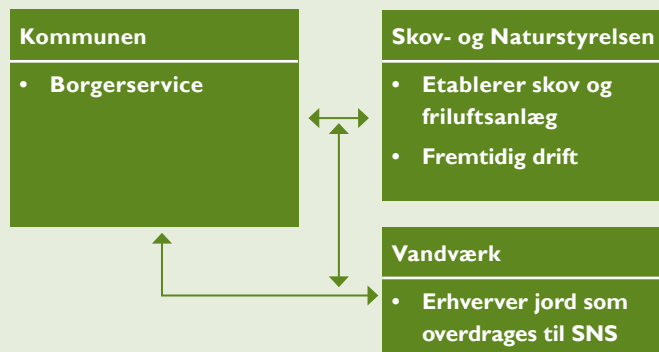 Kommunen
• Borgerservice
Skov- og Naturstyrelsen
• Etablerer skov og
friluftsanlæg
• Fremtidig drift
Vandværk
• Erhverver jord som
overdrages til SNS